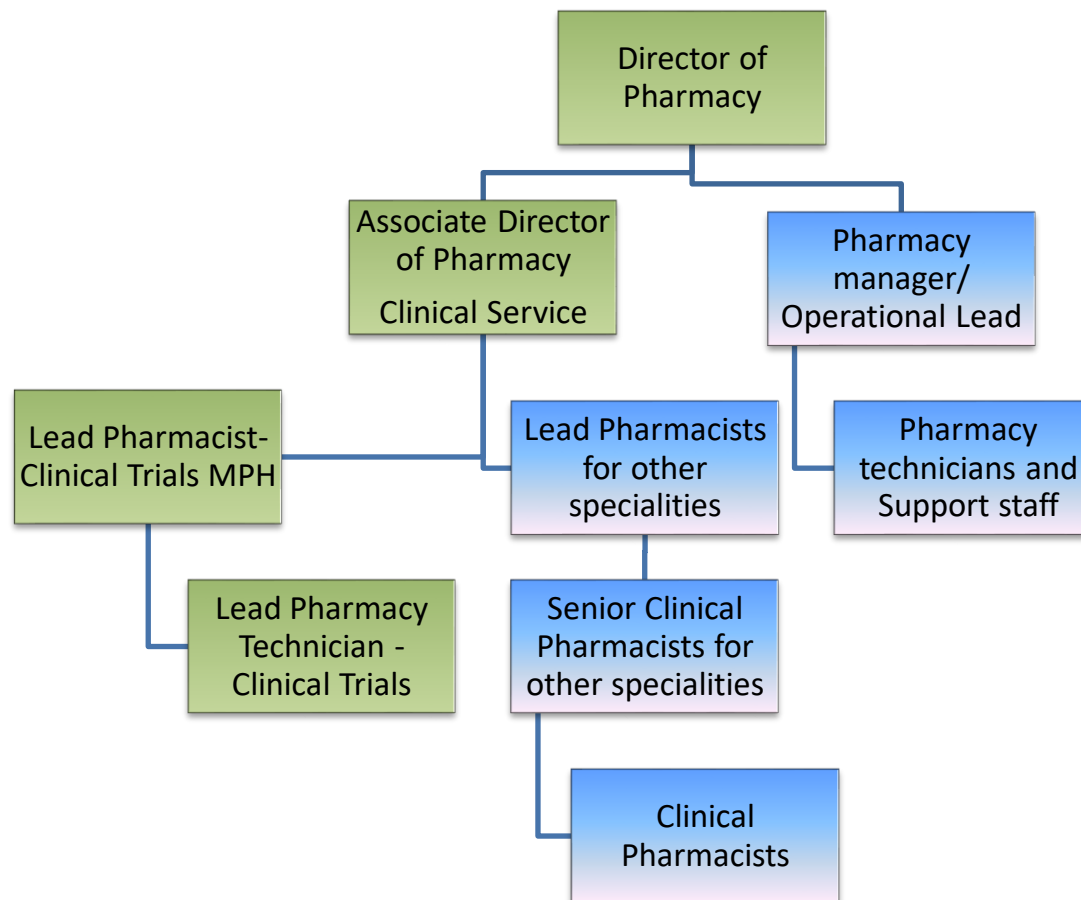 Director of
Pharmacy
Associate Director
of Pharmacy
Clinical Service
Pharmacy
manager/
Operational Lead
Lead Pharmacist-
Clinical Trials MPH
Lead Pharmacists
for other
specialities
Pharmacy
technicians and
Support staff
Lead Pharmacy
Technician -
Clinical Trials
Senior Clinical
Pharmacists for
other specialities
Clinical
Pharmacists